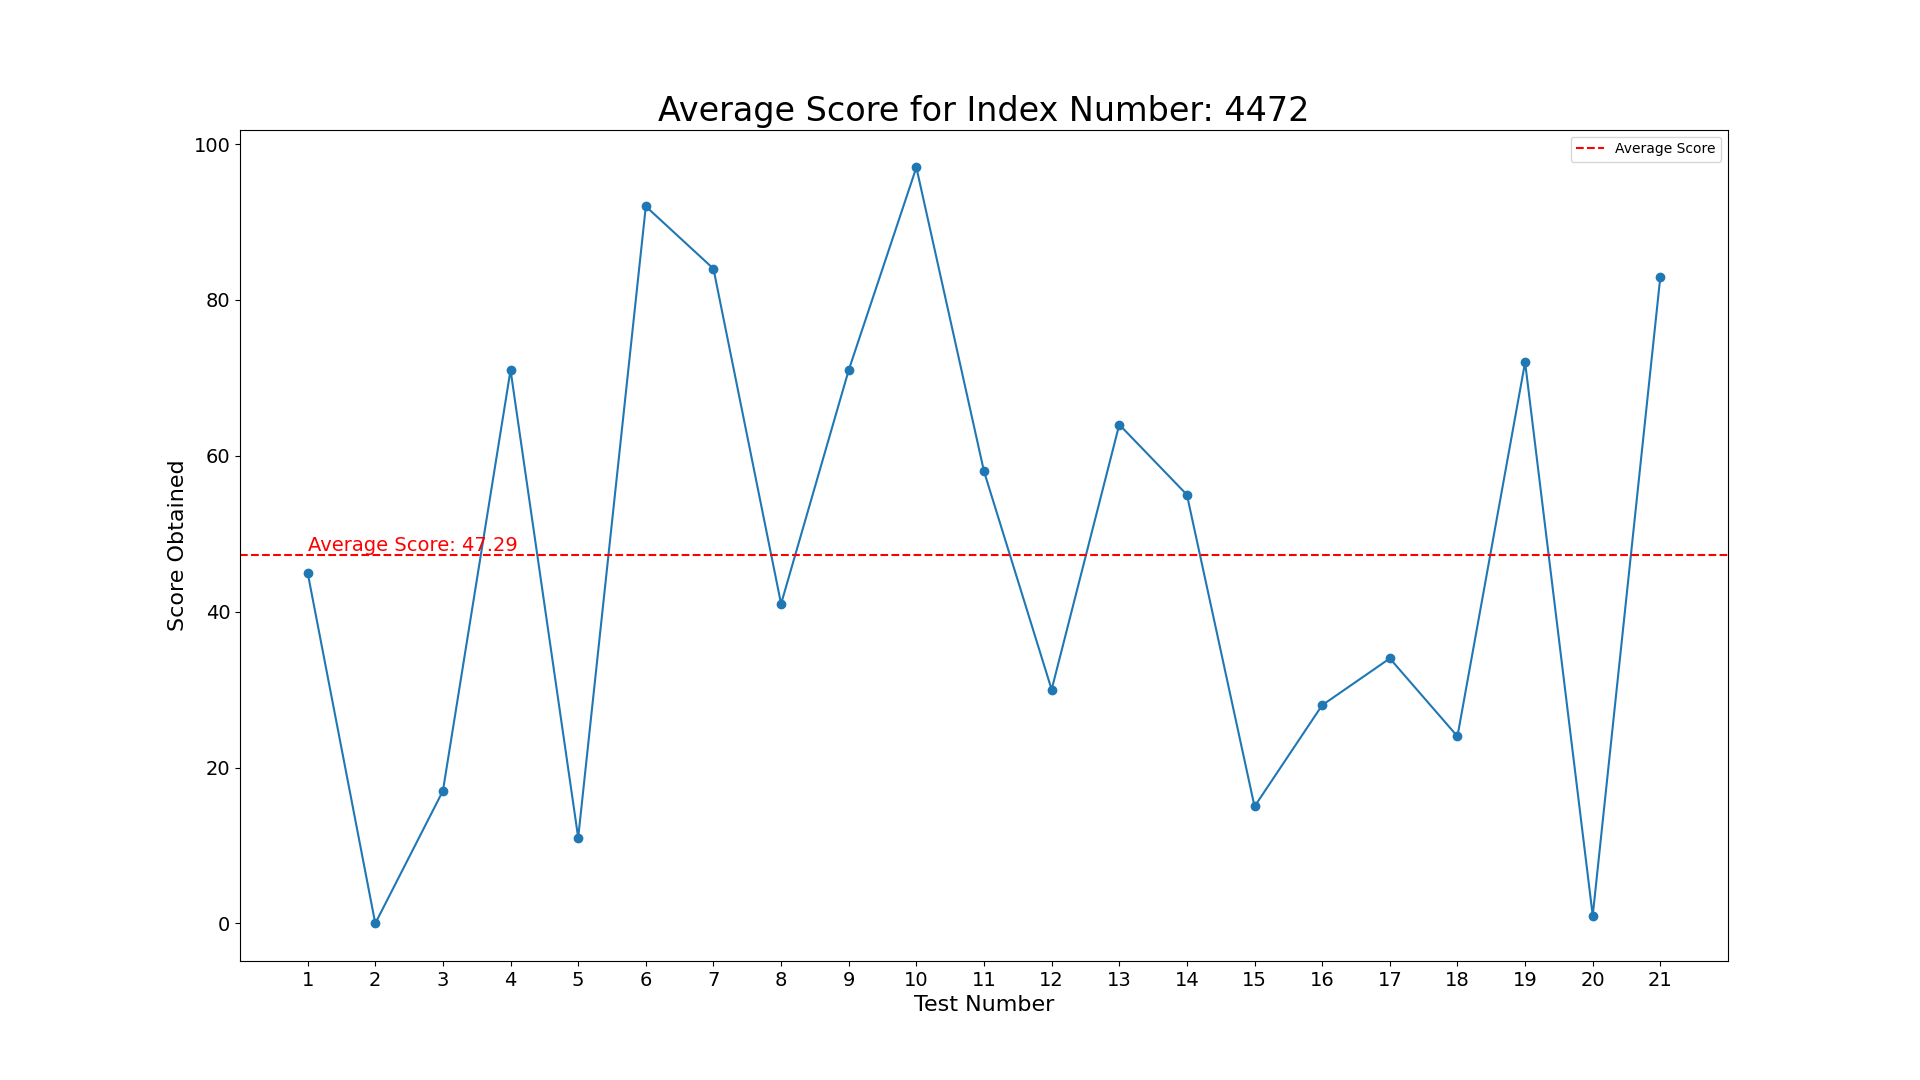 Average Score for Index Number: 4472
Average Score
100
80
60
40
20
0
Score Obtained
Average Score: 47.29
1 2 3 4 5 6 7 8 9 10 11 12 13 14 15 16 17 18 19 20 21
Test Number